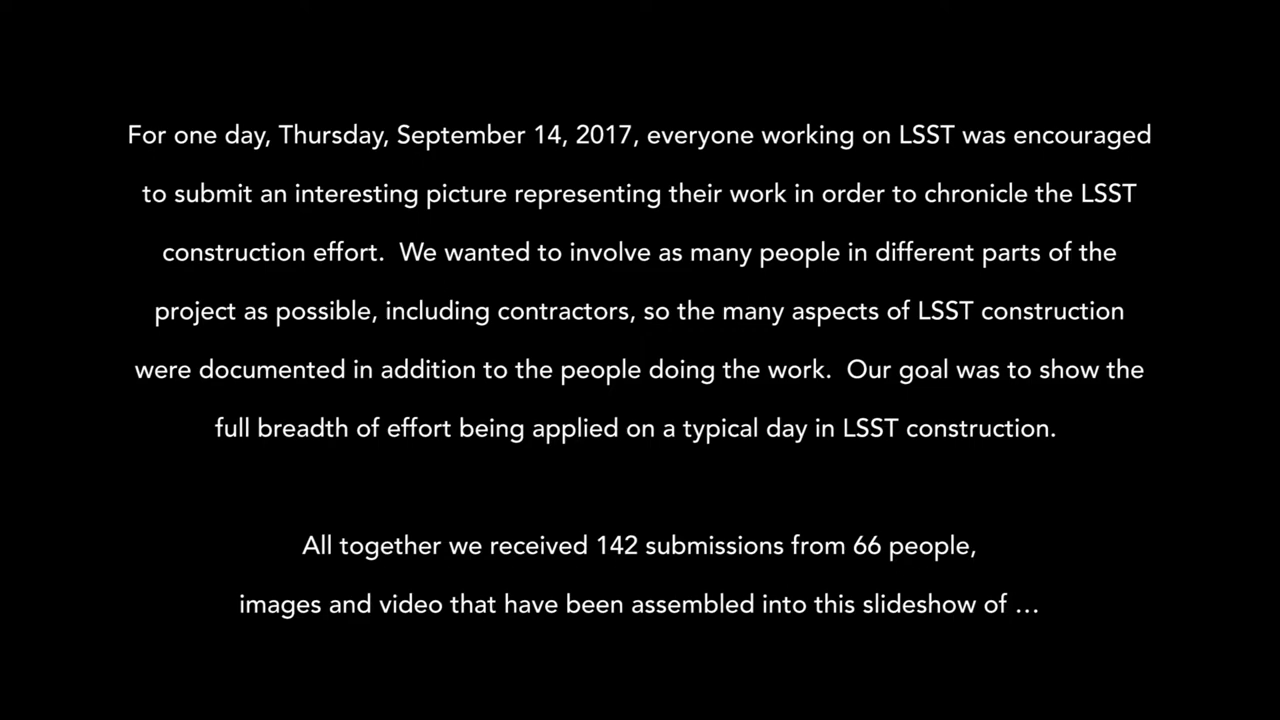 For one day, Thursday, September 14, 2017, everyone working on LSST was encouraged
to submit an interesting picture representing their work in order to chronicle the LSST
construction effort.  We wanted to involve as many people in different parts of the
project as possible, including contractors, so the many aspects of LSST construction
were documented in addition to the people doing the work.  Our goal was to show the
full breadth of effort being applied on a typical day in LSST construction.
All together we received 142 submissions from 66 people,
images and video that have been assembled into this slideshow of …